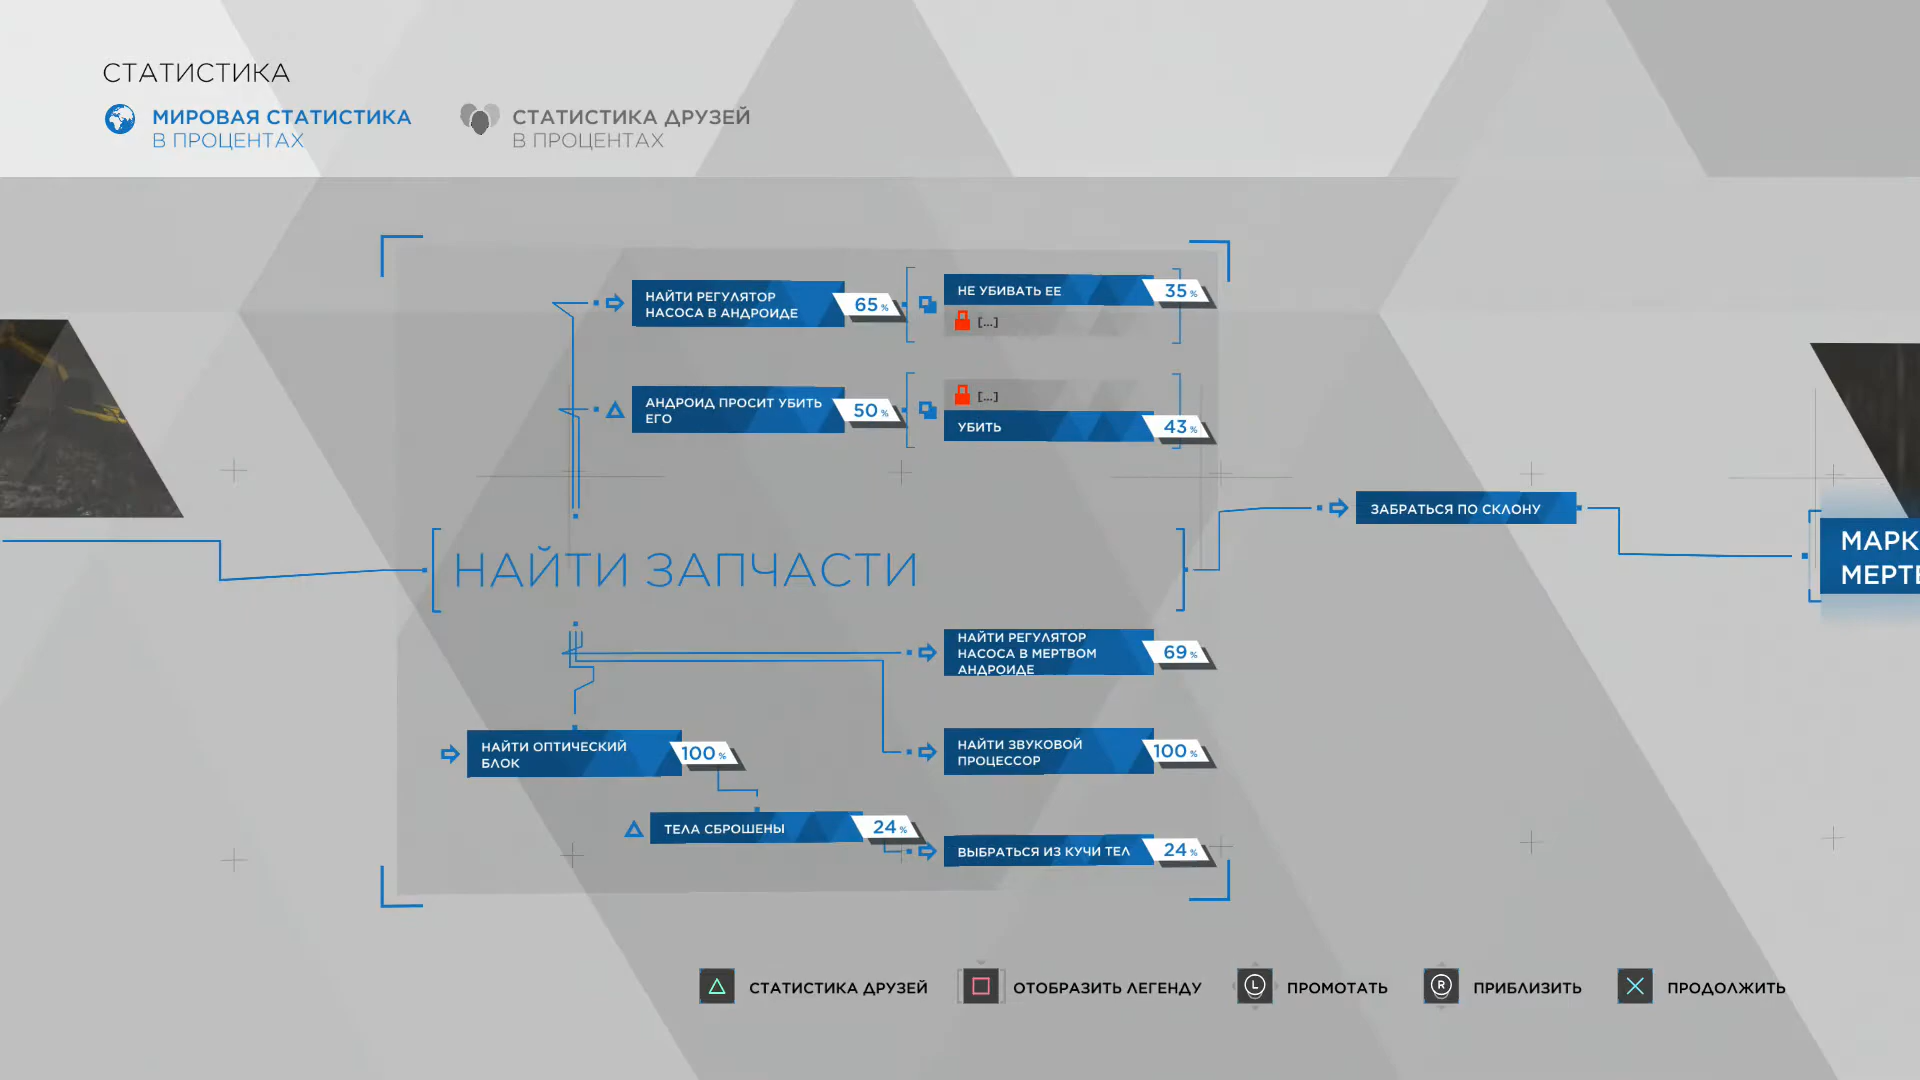 СТАТИСТИКА
МИРОВАЯ СТАТИСТИКА
В ПРОЦЕНТАХ
СТАТИСТИКА ДРУЗЕЙ
В ПРОЦЕНТАХ
НАЙТИ РЕГУЛЯТОР
НАСОСА В АНДРОИДЕ
65%
НЕ УБИВАТЬ ЕЕ
35%
[...]
АНДРОИД ПРОСИТ УБИТЬ
ЕГО
50%
[...]
УБИТЬ
43%
НАЙТИ ЗАПЧАСТИ
ЗАБРАТЬСЯ ПО СКЛОНУ
МАРК
МЕРТВ
НАЙТИ РЕГУЛЯТОР
НАСОСА В МЕРТВОМ
АНДРОИДЕ
69%
НАЙТИ ОПТИЧЕСКИЙ
БЛОК
100%
НАЙТИ ЗВУКОВОЙ
ПРОЦЕССОР
100%
ТЕЛА СБРОШЕНЫ
24%
ВЫБРАТЬСЯ ИЗ КУЧИ ТЕЛ
24%
СТАТИСТИКА ДРУЗЕЙ
ОТОБРАЗИТЬ ЛЕГЕНДУ
L
ПРОМОТАТЬ
R
ПРИБЛИЗИТЬ
ПРОДОЛЖИТЬ